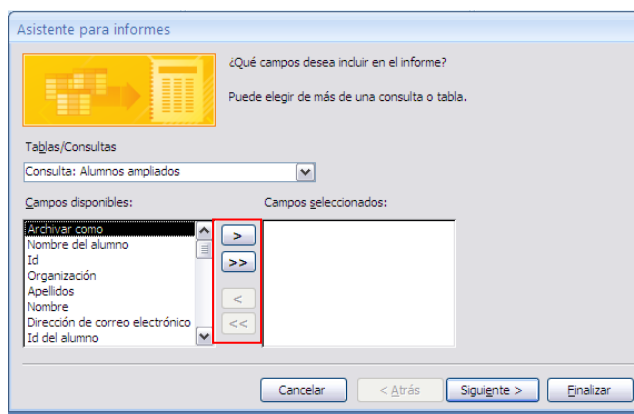 Asistente para informes
¿Qué campos desea incluir en el informe?
Puede elegir de más de una consulta o tabla.
Tablas/Consultas
Consulta: Alumnos ampliados
Campos disponibles:
Campos seleccionados:
Archivar como
Nombre del alumno
Id
Organización
Apellidos
Nombre
Dirección de correo electrónico
Id del alumno
>
>>
<
<<
Cancelar
< Atrás
Siguiente >
Finalizar